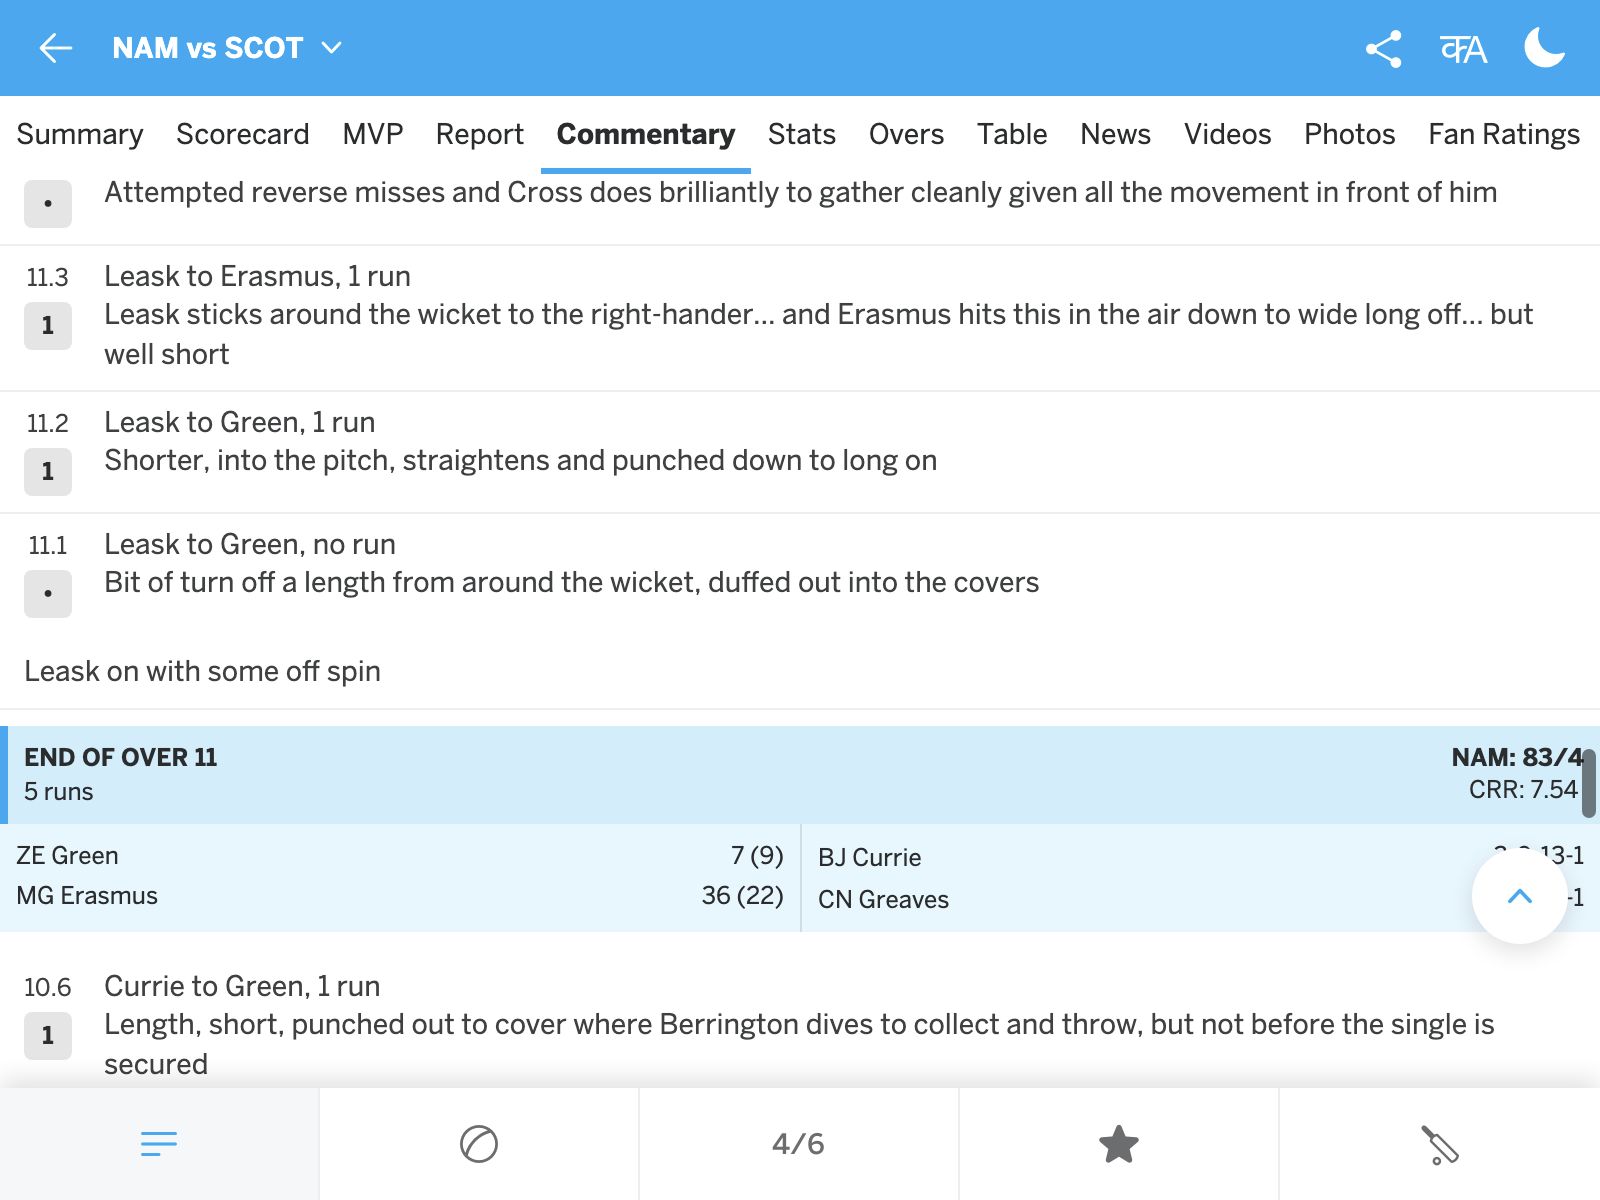 NAM vs SCOT
Summary Scorecard MVP Report Commentary Stats Overs Table News Videos Photos Fan Ratings
• Attempted reverse misses and Cross does brilliantly to gather cleanly given all the movement in front of him
11.3 Leask to Erasmus, 1 run
1 Leask sticks around the wicket to the right-hander... and Erasmus hits this in the air down to wide long off... but
well short
11.2 Leask to Green, 1 run
1 Shorter, into the pitch, straightens and punched down to long on
11.1 Leask to Green, no run
• Bit of turn off a length from around the wicket, duffed out into the covers
Leask on with some off spin
END OF OVER 11 NAM: 83/4
5 runs CRR: 7.54
ZE Green 7 (9) BJ Currie 13-1
MG Erasmus 36 (22) CN Greaves -1
10.6 Currie to Green, 1 run
1 Length, short, punched out to cover where Berrington dives to collect and throw, but not before the single is
secured
4/6